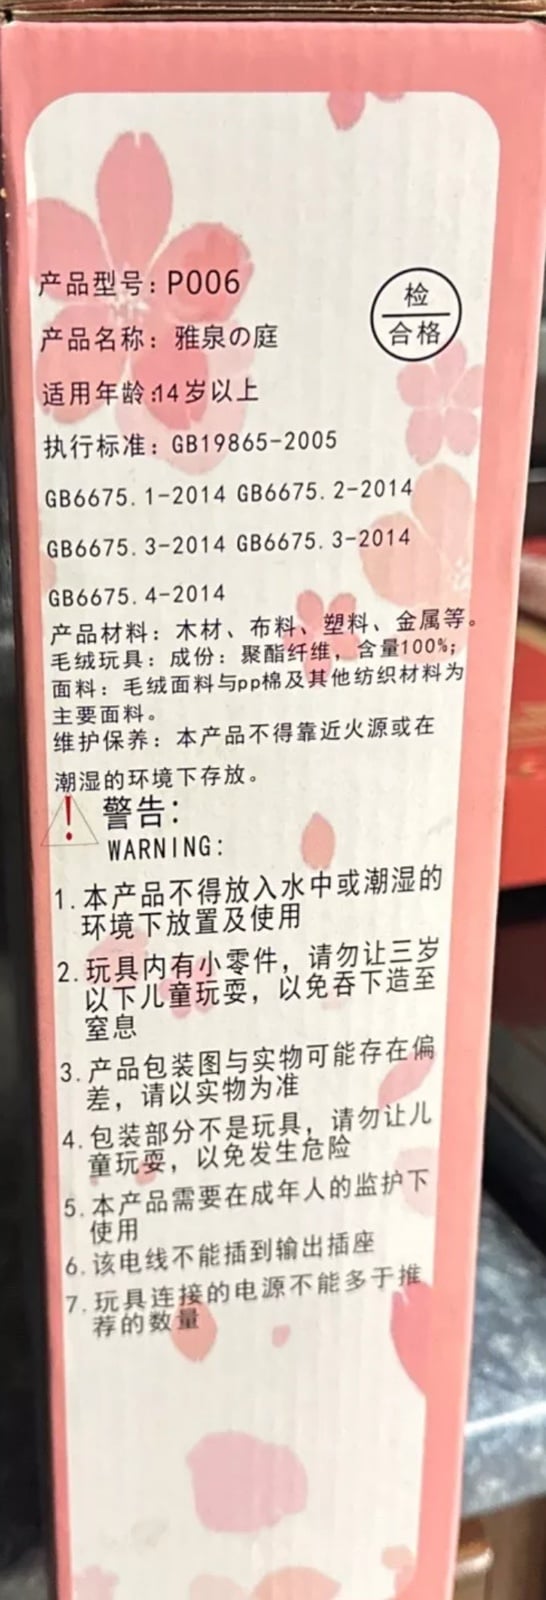 产品型号: P006
检
合格
产品名称: 雅泉の庭
适用年龄:14岁以上
执行标准: GB19865-2005
GB6675.1-2014 GB6675.2-2014
GB6675.3-2014 GB6675.3-2014
GB6675.4-2014
产品材料: 木材、布料、塑料、金属等。
毛绒玩具: 成份: 聚酯纤维, 含量100%;
面料: 毛绒面料与pp棉及其他纺织材料为
主要面料。
维护保养: 本产品不得靠近火源或在
潮湿的环境下存放。
! 警告:
WARNING:
1. 本产品不得放入水中或潮湿的
环境下放置及使用
2. 玩具内有小零件, 请勿让三岁
以下儿童玩耍, 以免吞下造至
窒息
3. 产品包装图与实物可能存在偏
差, 请以实物为准
4. 包装部分不是玩具, 请勿让儿
童玩耍, 以免发生危险
5. 本产品需要在成年人的监护下
使用
6. 该电线不能插到输出插座
7. 玩具连接的电源不能多于推
荐的数量